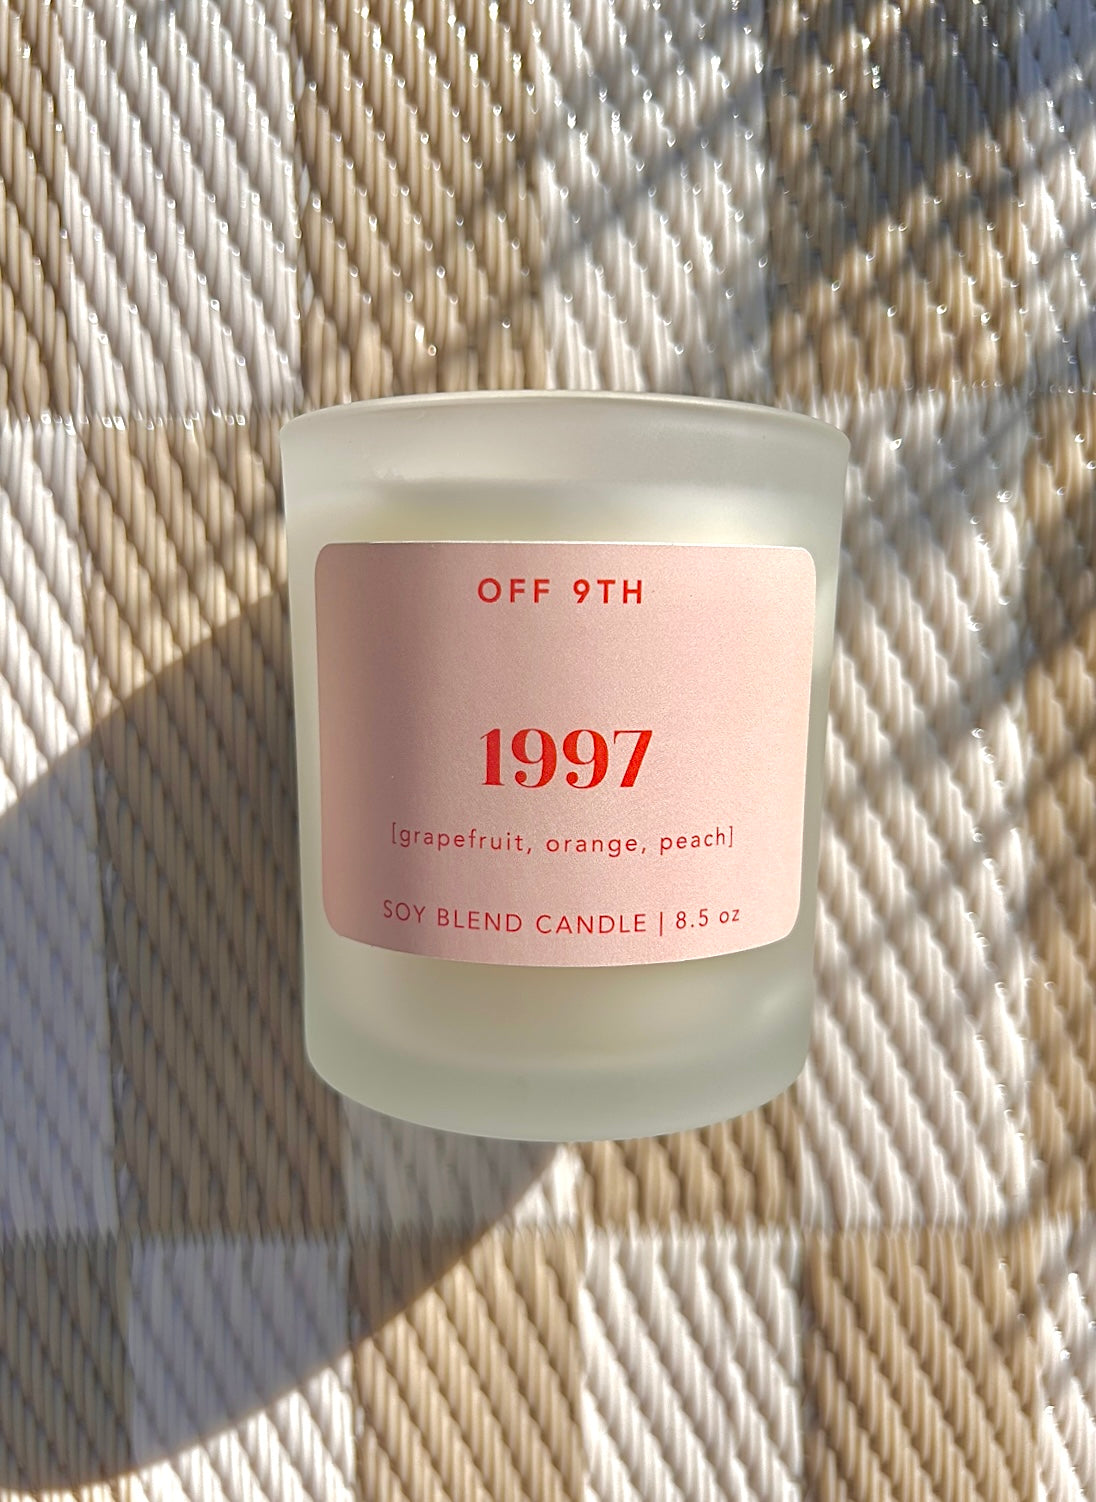 OFF 9TH
1997
[grapefruit, orange, peach]
SOY BLEND CANDLE | 8.5 oz